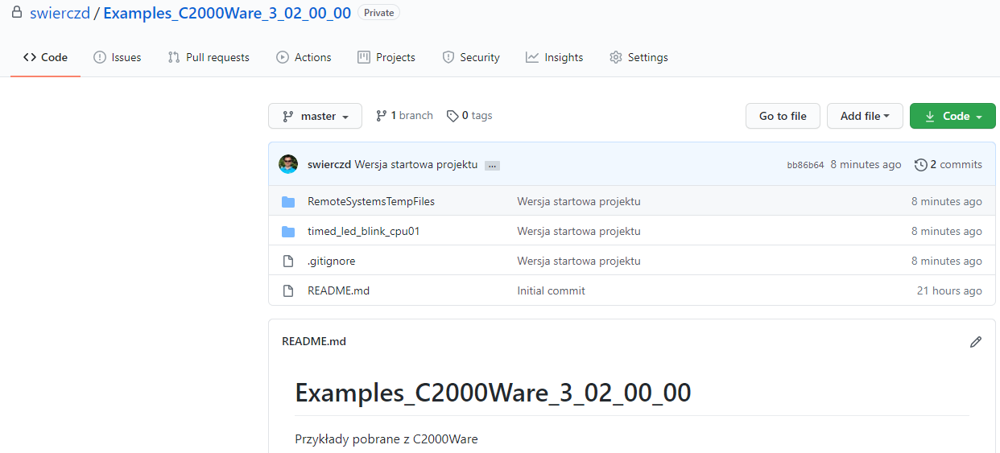 swierczd / Examples_C2000Ware_3_02_00_00 Private
Code Issues Pull requests Actions Projects Security Insights Settings
master 1 branch 0 tags Go to file Add file Code
swierczd Wersja startowa projektu ... bb86b64 8 minutes ago 2 commits
RemoteSystemsTempFiles Wersja startowa projektu 8 minutes ago
timed_led_blink_cpu01 Wersja startowa projektu 8 minutes ago
.gitignore Wersja startowa projektu 8 minutes ago
README.md Initial commit 21 hours ago
README.md
Examples_C2000Ware_3_02_00_00
Przykłady pobrane z C2000Ware